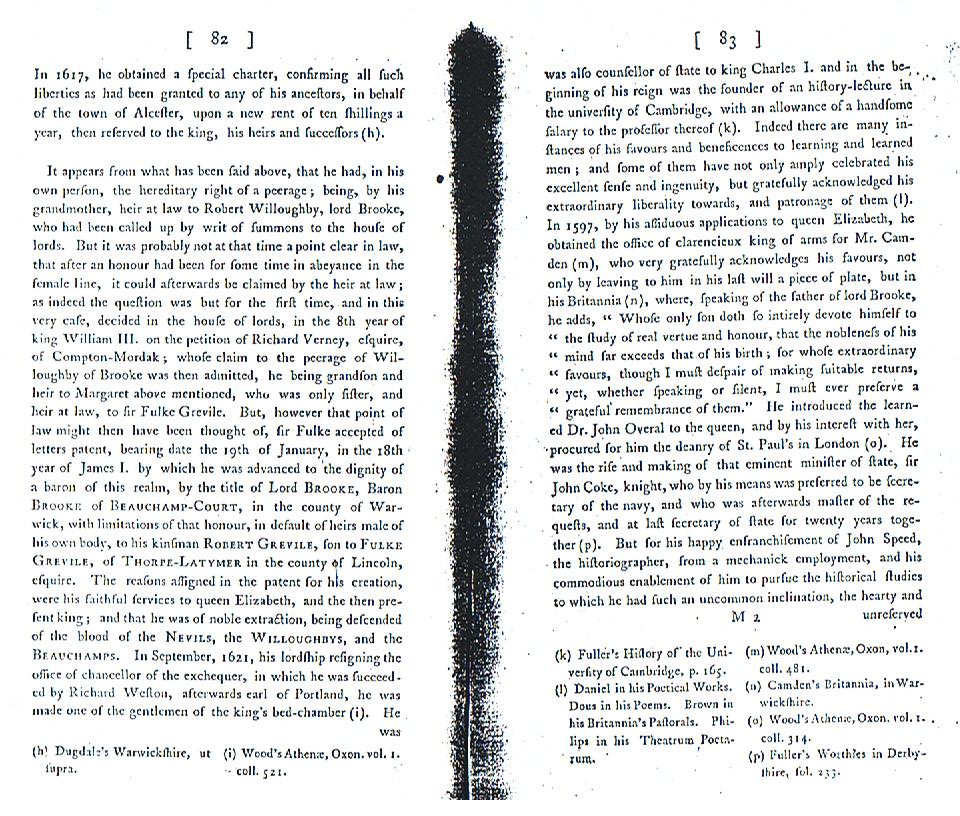 [ 82 ]
In 1617, he obtained a ſpecial charter, confirming all ſuch
liberties as had been granted to any of his anceſtors, in behalf
of the town of Alceſter, upon a new rent of ten ſhillings a
year, then reſerved to the king, his heirs and ſucceſſors (h).
It appears from what has been ſaid above, that he had, in his
own perſon, the hereditary right of a peerage; being, by his
grandmother, heir at law to Robert Willoughby, lord Brooke,
who had been called up by writ of ſummons to the houſe of
lords. But it was probably not at that time a point clear in law,
that after an honour had been for ſome time in abeyance in the
female line, it could afterwards be claimed by the heir at law;
as indeed the queſtion was but for the firſt time, and in this
very caſe, decided in the houſe of lords, in the 8th year of
king William III. on the petition of Richard Verney, eſquire,
of Compton-Mordak; whoſe claim to the peerage of Wil-
loughby of Brooke was then admitted, he being grandſon and
heir to Margaret above mentioned, who was only ſiſter, and
heir at law, to ſir Fulke Grevile. But, however that point of
law might then have been thought of, ſir Fulke accepted of
letters patent, bearing date the 19th of January, in the 18th
year of James I. by which he was advanced to the dignity of
a baron of this realm, by the title of Lord BROOKE, Baron
BROOKE of BEAUCHAMP-COURT, in the county of War-
wick, with limitations of that honour, in default of heirs male of
his own body, to his kinſman ROBERT GREVILE, ſon to FULKE
GREVILE, of THORPE-LATYMER in the county of Lincoln,
eſquire. The reaſons aſſigned in the patent for his creation,
were his faithful ſervices to queen Elizabeth, and the then pre-
ſent king; and that he was of noble extraction, being deſcended
of the blood of the NEVILS, the WILLOUGHBYS, and the
BEAUCHAMPS. In September, 1621, his lordſhip reſigning the
office of chancellor of the exchequer, in which he was ſucceed-
ed by Richard Weſton, afterwards earl of Portland, he was
made one of the gentlemen of the king's bed-chamber (i). He
was
(h) Dugdale's Warwickſhire, ut
ſupra.
(i) Wood's Athenæ, Oxon. vol. 1.
coll. 521.
[ 83 ]
was alſo counſellor of ſtate to king Charles I. and in the be-
ginning of his reign was the founder of an hiſtory-lecture in
the univerſity of Cambridge, with an allowance of a handſome
ſalary to the profeſſor thereof (k). Indeed there are many in-
ſtances of his favours and beneficences to learning and learned
men; and ſome of them have not only amply celebrated his
excellent ſenſe and ingenuity, but gratefully acknowledged his
extraordinary liberality towards, and patronage of them (l).
In 1597, by his aſſiduous applications to queen Elizabeth, he
obtained the office of clarencieux king of arms for Mr. Cam-
den (m), who very gratefully acknowledges his favours, not
only by leaving to him in his laſt will a piece of plate, but in
his Britannia (n), where, ſpeaking of the father of lord Brooke,
he adds, “ Whoſe only ſon doth ſo intirely devote himſelf to
“ the ſtudy of real vertue and honour, that the nobleneſs of his
“ mind far exceeds that of his birth; for whoſe extraordinary
“ favours, though I muſt deſpair of making ſuitable returns,
“ yet, whether ſpeaking or ſilent, I muſt ever preſerve a
“ grateful remembrance of them.” He introduced the learn-
ed Dr. John Overal to the queen, and by his intereſt with her,
procured for him the deanry of St. Paul's in London (o). He
was the riſe and making of that eminent miniſter of ſtate, ſir
John Coke, knight, who by his means was preferred to be ſecre-
tary of the navy, and who was afterwards maſter of the re-
queſts, and at laſt ſecretary of ſtate for twenty years toge-
ther (p). But for his happy enfranchiſement of John Speed,
the hiſtoriographer, from a mechanick employment, and his
commodious enablement of him to purſue the hiſtorical ſtudies
to which he had ſuch an uncommon inclination, the hearty and
M 2 unreſerved
(k) Fuller's Hiſtory of the Uni-
verſity of Cambridge, p. 165.
(l) Daniel in his Poetical Works.
Dous in his Poems. Brown in
his Britannia's Paſtorals. Phi-
lips in his Theatrum Poeta-
rum.
(m) Wood's Athenæ, Oxon, vol. 1.
coll. 481.
(n) Camden's Britannia, in War-
wickſhire.
(o) Wood's Athenæ, Oxon. vol. 1.
coll. 314.
(p) Fuller's Worthies in Derby-
ſhire, fol. 233.